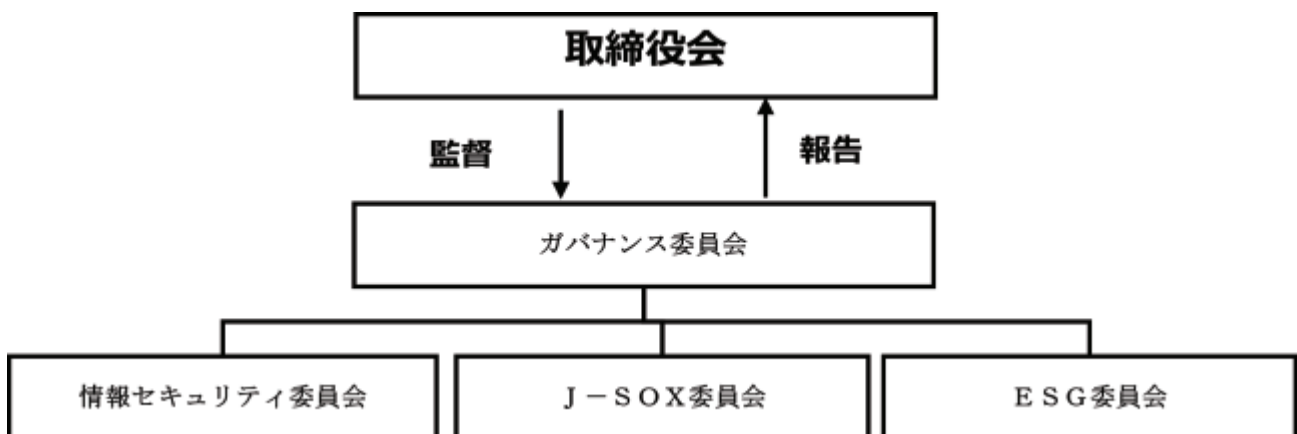 取締役会
監督
報告
ガバナンス委員会
情報セキュリティ委員会
Ｊ－ＳＯＸ委員会
ＥＳＧ委員会